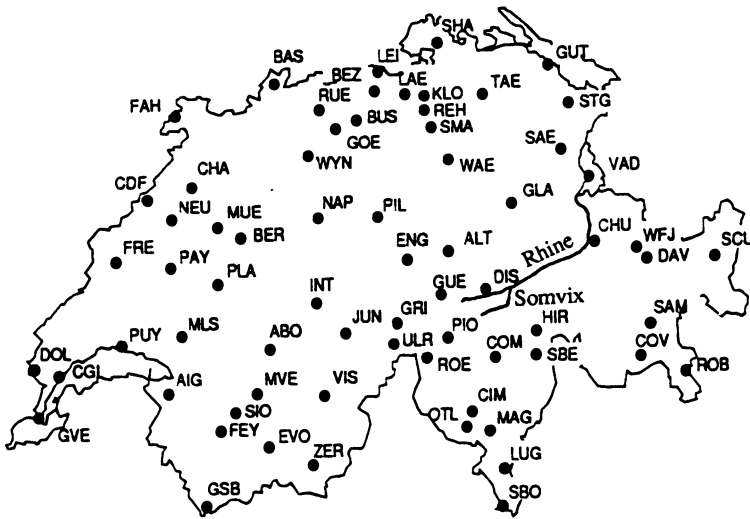 SHA
BAS
LEI
GUT
BEZ
LAE
TAE
FAH
RUE
KLO
STG
BUS
REH
SMA
GOE
SAE
WYN
WAE
VAD
CDF
CHA
GLA
NEU
MUE
NAP
PIL
CHU
BER
WFJ
SCU
FRE
PAY
ENG
ALT
Rhine
DAV
PLA
GUE
DIS
INT
Somvix
GRI
HIR
SAM
PUY
MLS
ABO
JUN
ULR
PIO
DOL
COM
SBE
COV
CGI
ROE
ROB
AIG
MVE
VIS
SIO
CIM
GVE
FEY
OTL
MAG
EVO
ZER
LUG
GSB
SBO